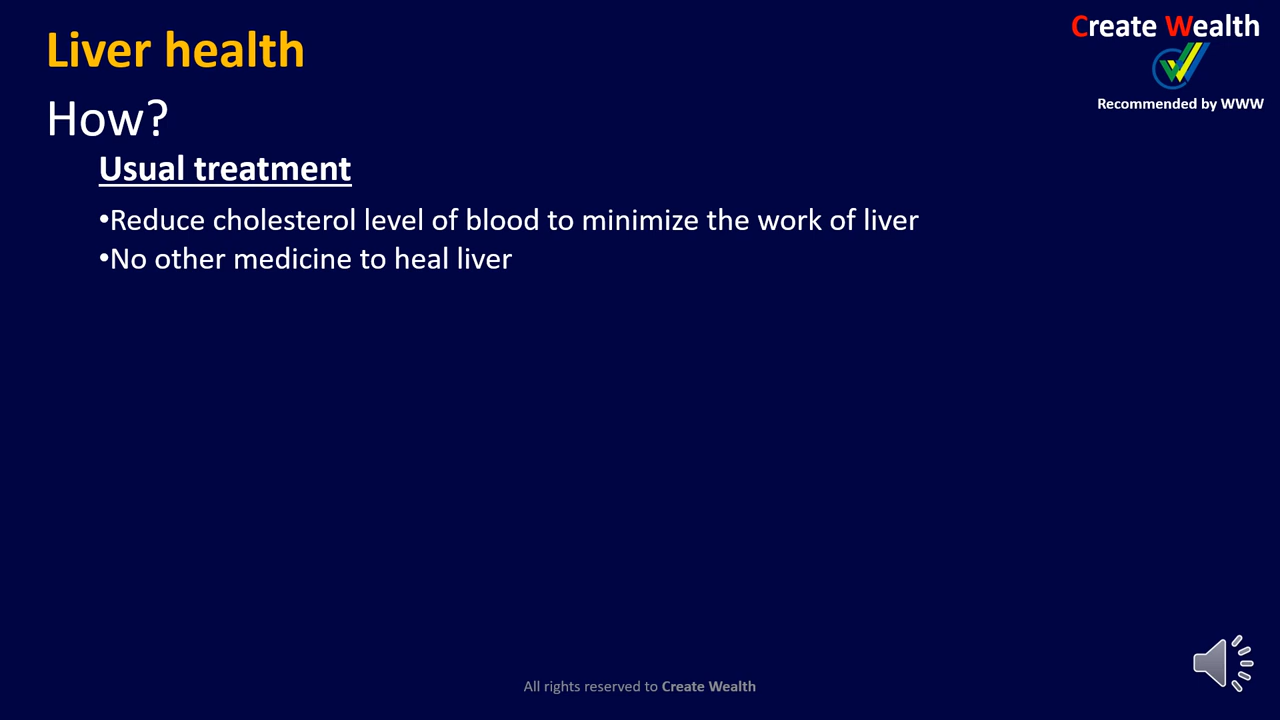 Liver health
Create Wealth
Recommended by WWW
How?
Usual treatment
•Reduce cholesterol level of blood to minimize the work of liver
•No other medicine to heal liver
All rights reserved to Create Wealth